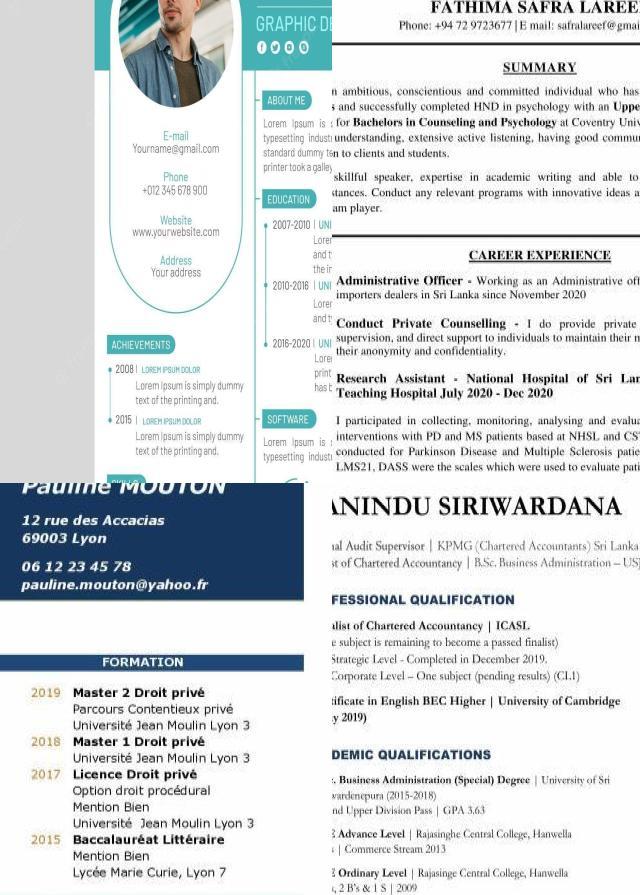 GRAPHIC DE
E-mail
Yourname@gmail.com
Phone
+012 345 678 900
Website
www.yourwebsite.com
Address
Your address
ACHIEVEMENTS
2008 | LOREM IPSUM DOLOR
Lorem Ipsum is simply dummy
text of the printing and.
2015 | LOREM IPSUM DOLOR
Lorem Ipsum is simply dummy
text of the printing and.
ABOUT ME
Lorem Ipsum is
typesetting industr
standard dummy te
printer took a galley
EDUCATION
2007-2010 | UNI
Lorem
and t
the in
2010-2016 | UNI
Lorem
and ty
2016-2020 | UNI
Lorem
print
has b
SOFTWARE
Lorem Ipsum is
typesetting industr
FATHIMA SAFRA LAREE
Phone: +94 72 9723677 | E mail: safralareef@gmai
SUMMARY
n ambitious, conscientious and committed individual who has
s and successfully completed HND in psychology with an Uppe
for Bachelors in Counseling and Psychology at Coventry Univ
understanding, extensive active listening, having good commu
n to clients and students.
skillful speaker, expertise in academic writing and able to
stances. Conduct any relevant programs with innovative ideas a
am player.
CAREER EXPERIENCE
Administrative Officer - Working as an Administrative off
importers dealers in Sri Lanka since November 2020
Conduct Private Counselling - I do provide private
supervision, and direct support to individuals to maintain their m
their anonymity and confidentiality.
Research Assistant - National Hospital of Sri Lan
Teaching Hospital July 2020 - Dec 2020
I participated in collecting, monitoring, analysing and evalua
interventions with PD and MS patients based at NHSL and CS
conducted for Parkinson Disease and Multiple Sclerosis patie
LMS21, DASS were the scales which were used to evaluate pati
Pauline MOUTON
12 rue des Accacias
69003 Lyon
06 12 23 45 78
pauline.mouton@yahoo.fr
FORMATION
2019 Master 2 Droit privé
Parcours Contentieux privé
Université Jean Moulin Lyon 3
2018 Master 1 Droit privé
Université Jean Moulin Lyon 3
2017 Licence Droit privé
Option droit procédural
Mention Bien
Université Jean Moulin Lyon 3
2015 Baccalauréat Littéraire
Mention Bien
Lycée Marie Curie, Lyon 7
ANINDU SIRIWARDANA
nal Audit Supervisor | KPMG (Chartered Accountants) Sri Lanka
st of Chartered Accountancy | B.Sc. Business Administration – USJ
FESSIONAL QUALIFICATION
alist of Chartered Accountancy | ICASL
e subject is remaining to become a passed finalist)
Strategic Level - Completed in December 2019.
Corporate Level – One subject (pending results) (CL1)
tificate in English BEC Higher | University of Cambridge
y 2019)
DEMIC QUALIFICATIONS
. Business Administration (Special) Degree | University of Sri
wardenepura (2015-2018)
nd Upper Division Pass | GPA 3.63
E Advance Level | Rajasinghe Central College, Hanwella
s | Commerce Stream 2013
E Ordinary Level | Rajasinge Central College, Hanwella
, 2 B's & 1 S | 2009